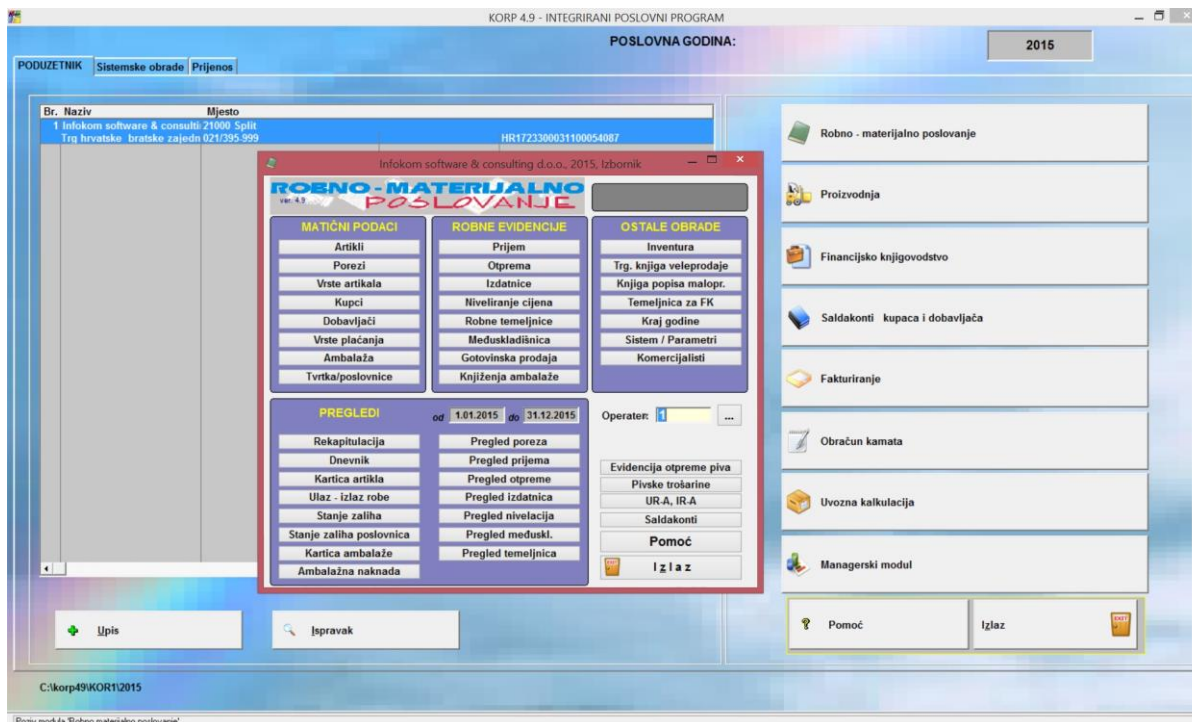 KORP 4.9 - INTEGRIRANI POSLOVNI PROGRAM
POSLOVNA GODINA:
2015
PODUZETNIK
Sistemske obrade
Prijenos
Br. Naziv Mjesto
1 Infokom software & consulti 21000 Split
Trg hrvatske bratske zajedn 021/395-999 HR1723300031100054087
Infokom software & consulting d.o.o., 2015, Izbornik
ROBNO - MATERIJALNO
ver. 4.9 POSLOVANJE
MATIČNI PODACI
Artikli
Porezi
Vrste artikala
Kupci
Dobavljači
Vrste plaćanja
Ambalaža
Tvrtka/poslovnice
ROBNE EVIDENCIJE
Prijem
Otprema
Izdatnice
Niveliranje cijena
Robne temeljnice
Međuskladišnica
Gotovinska prodaja
Knjiženja ambalaže
OSTALE OBRADE
Inventura
Trg. knjiga veleprodaje
Knjiga popisa malopr.
Temeljnica za FK
Kraj godine
Sistem / Parametri
Komercijalisti
PREGLEDI
od 1.01.2015 do 31.12.2015
Rekapitulacija
Dnevnik
Kartica artikla
Ulaz - izlaz robe
Stanje zaliha
Stanje zaliha poslovnica
Kartica ambalaže
Ambalažna naknada
Pregled poreza
Pregled prijema
Pregled otpreme
Pregled izdatnica
Pregled nivelacija
Pregled međuskl.
Pregled temeljnica
Operater: 1 ...
Evidencija otpreme piva
Pivske trošarine
UR-A, IR-A
Saldakonti
Pomoć
Izlaz
Robno - materijalno poslovanje
Proizvodnja
Financijsko knjigovodstvo
Saldakonti kupaca i dobavljača
Fakturiranje
Obračun kamata
Uvozna kalkulacija
Managerski modul
Pomoć
Izlaz
Upis
Ispravak
C:\korp49\KOR1\2015
Poziv modula 'Robno materijalno poslovanje'